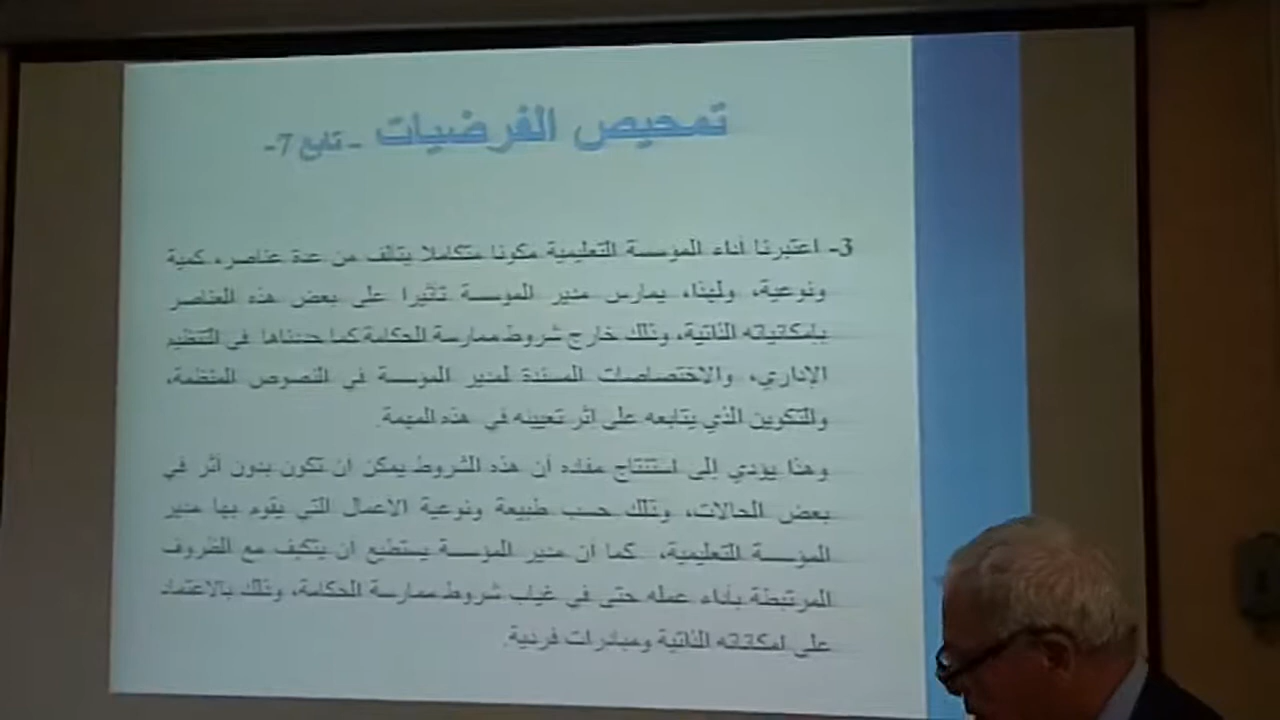 تمحيص الفرضيات - تابع 7-
3- اعتبرنا أداء المؤسسة التعليمية مكونا متكاملا يتألف من عدة عناصر، كمية
ونوعية، ولهذا، يمارس مدير المؤسسة تأثيرا على بعض هذه العناصر
بإمكانياته الذاتية، وذلك خارج شروط ممارسة الحكامة كما حددناها في التنظيم
الإداري، والاختصاصات المسندة لمدير المؤسسة في النصوص المنظمة،
والتكوين الذي يتابعه على اثر تعيينه في هذه المهمة.
وهذا يؤدي إلى استنتاج مفاده أن هذه الشروط يمكن ان تكون بدون أثر في
بعض الحالات، وذلك حسب طبيعة ونوعية الأعمال التي يقوم بها مدير
المؤسسة التعليمية، كما أن مدير المؤسسة يستطيع ان يتكيف مع الظروف
المرتبطة بأداء عمله حتى في غياب شروط ممارسة الحكامة، وذلك بالاعتماد
على امكاناته الذاتية ومبادرات فردية.